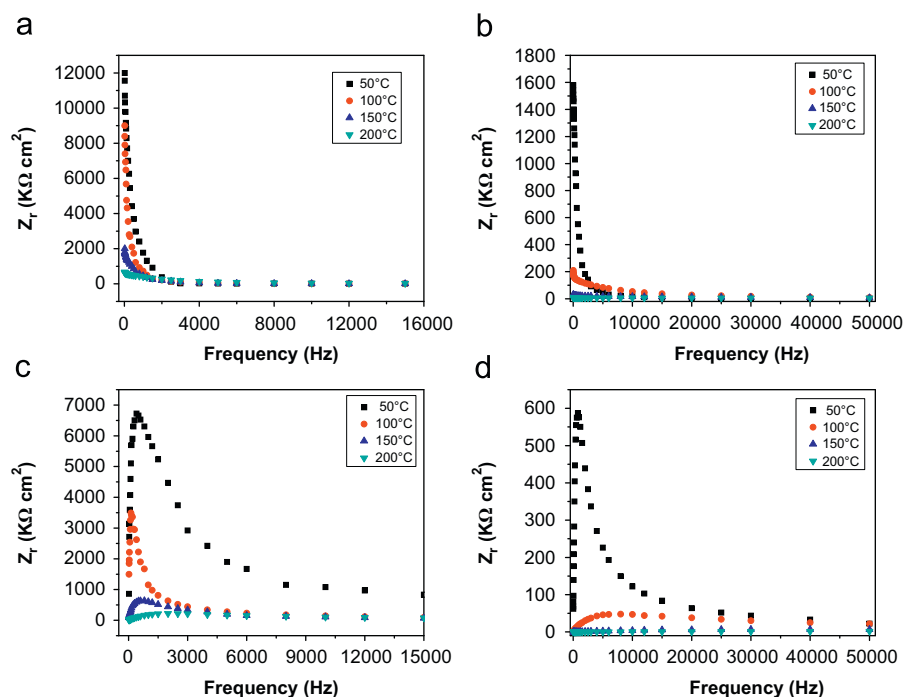 a
12000
10000
8000
6000
4000
2000
0
Zr (KΩ cm²)
50°C
100°C
150°C
200°C
0 4000 8000 12000 16000
Frequency (Hz)
b
1800
1600
1400
1200
1000
800
600
400
200
0
Zr (KΩ cm²)
50°C
100°C
150°C
200°C
0 10000 20000 30000 40000 50000
Frequency (Hz)
c
7000
6000
5000
4000
3000
2000
1000
0
Zr (KΩ cm²)
50°C
100°C
150°C
200°C
0 3000 6000 9000 12000 15000
Frequency (Hz)
d
600
500
400
300
200
100
0
Zr (KΩ cm²)
50°C
100°C
150°C
200°C
0 10000 20000 30000 40000 50000
Frequency (Hz)